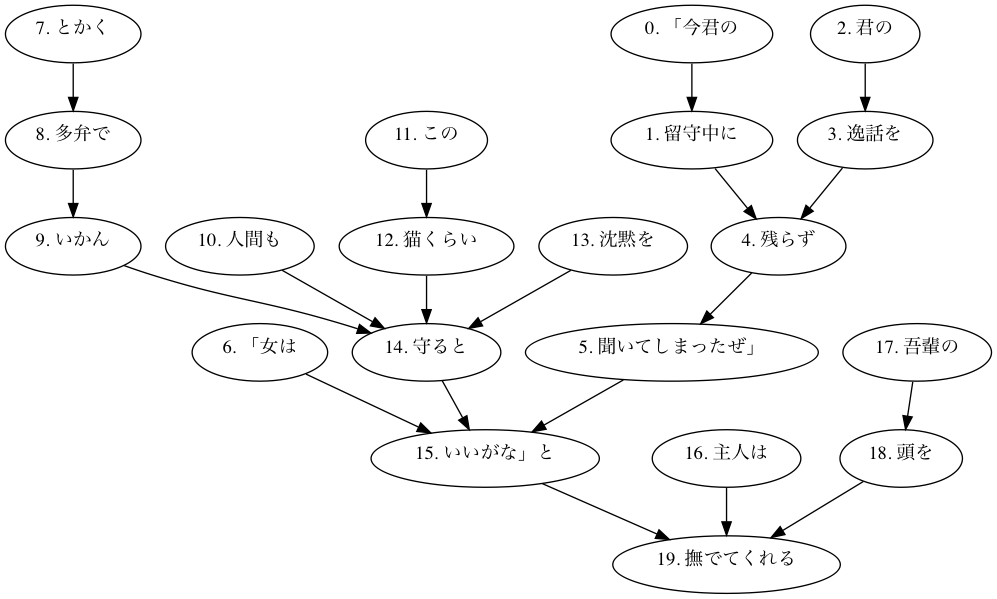 7. とかく
0. 「今君の
2. 君の
8. 多弁で
11. この
1. 留守中に
3. 逸話を
9. いかん
10. 人間も
12. 猫くらい
13. 沈黙を
4. 残らず
6. 「女は
14. 守ると
5. 聞いてしまったぜ」
17. 吾輩の
15. いいがな」と
16. 主人は
18. 頭を
19. 撫でてくれる